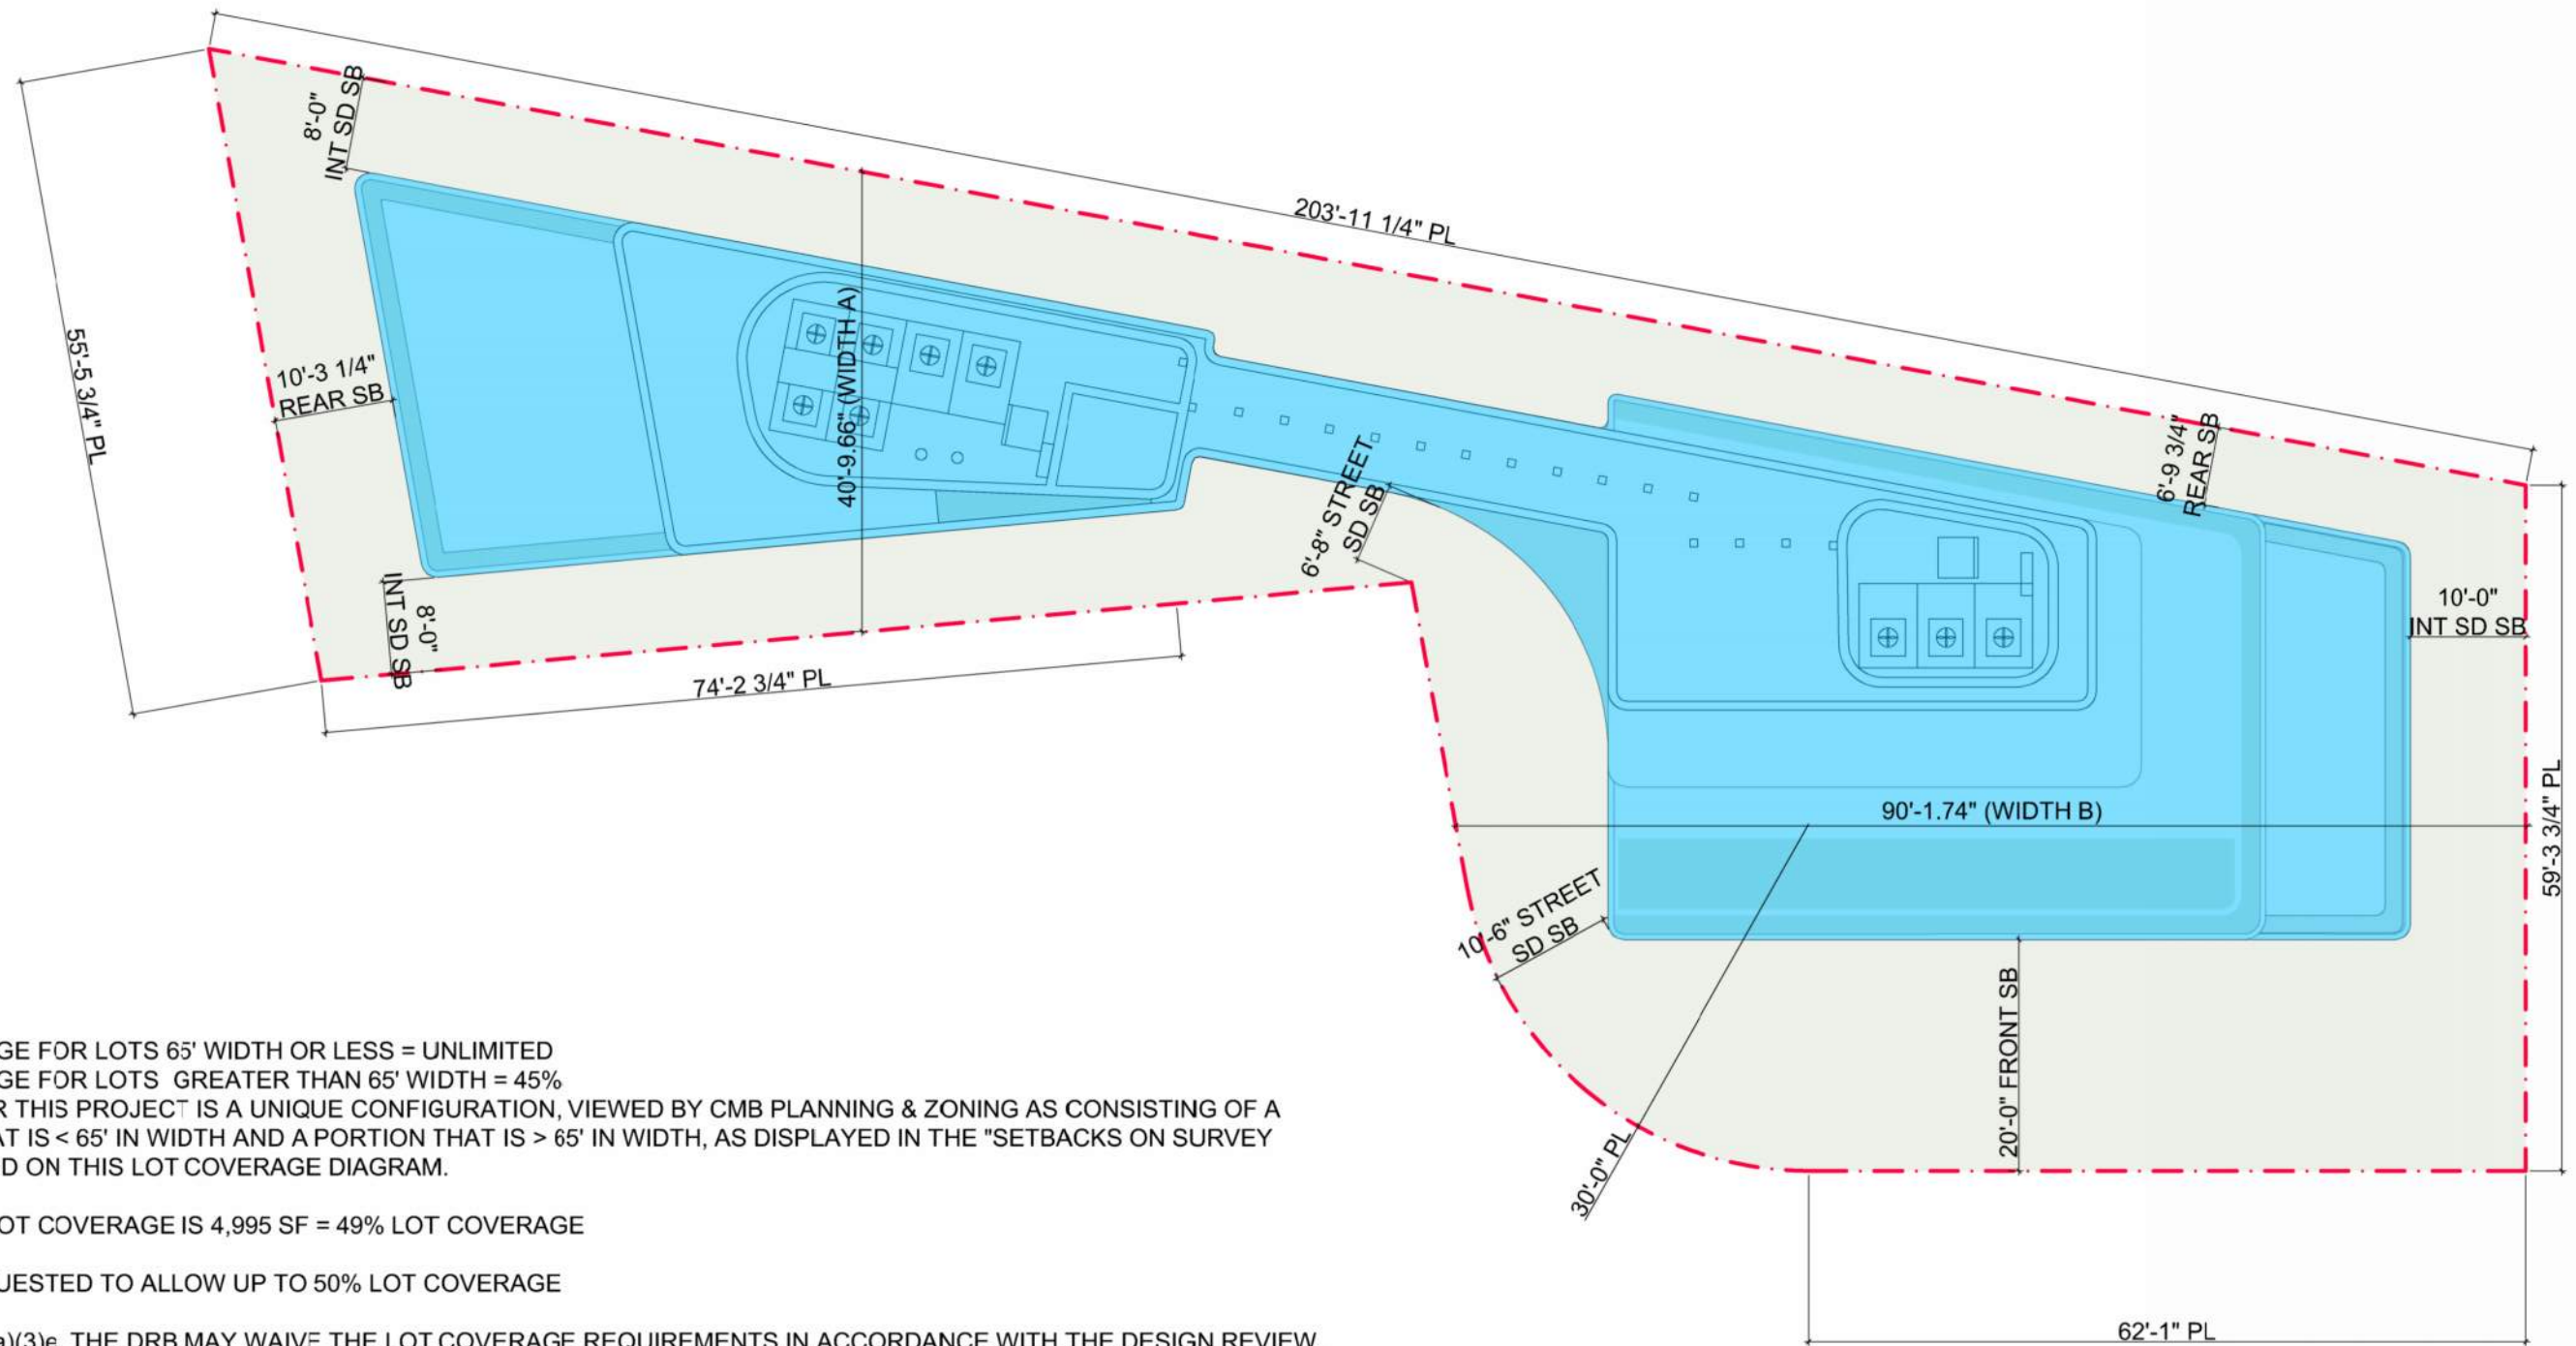 203'-11 1/4" PL
8'-0"
INT SD SB
55'-5 3/4" PL
10'-3 1/4"
REAR SB
40'-9.66" (WIDTH A)
6'-8" STREET
SD SB
6'-9 3/4"
REAR SB
10'-0"
INT SD SB
8'-0"
INT SD SB
74'-2 3/4" PL
90'-1.74" (WIDTH B)
59'-3 3/4" PL
10'-6" STREET
SD SB
20'-0" FRONT SB
30'-0" PL
62'-1" PL
GE FOR LOTS 65' WIDTH OR LESS = UNLIMITED
GE FOR LOTS GREATER THAN 65' WIDTH = 45%
R THIS PROJECT IS A UNIQUE CONFIGURATION, VIEWED BY CMB PLANNING & ZONING AS CONSISTING OF A
AT IS < 65' IN WIDTH AND A PORTION THAT IS > 65' IN WIDTH, AS DISPLAYED IN THE "SETBACKS ON SURVEY
D ON THIS LOT COVERAGE DIAGRAM.
OT COVERAGE IS 4,995 SF = 49% LOT COVERAGE
UESTED TO ALLOW UP TO 50% LOT COVERAGE
a)(3)e, THE DRB MAY WAIVE THE LOT COVERAGE REQUIREMENTS IN ACCORDANCE WITH THE DESIGN REVIEW